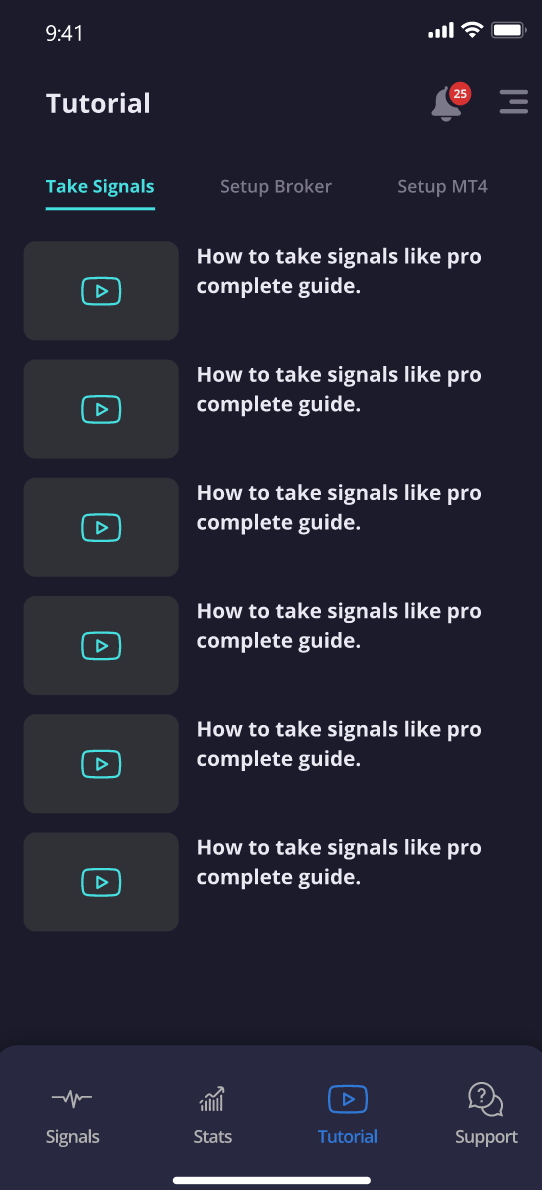 9:41
Tutorial
25
Take Signals Setup Broker Setup MT4
How to take signals like pro
complete guide.
How to take signals like pro
complete guide.
How to take signals like pro
complete guide.
How to take signals like pro
complete guide.
How to take signals like pro
complete guide.
How to take signals like pro
complete guide.
Signals Stats Tutorial Support